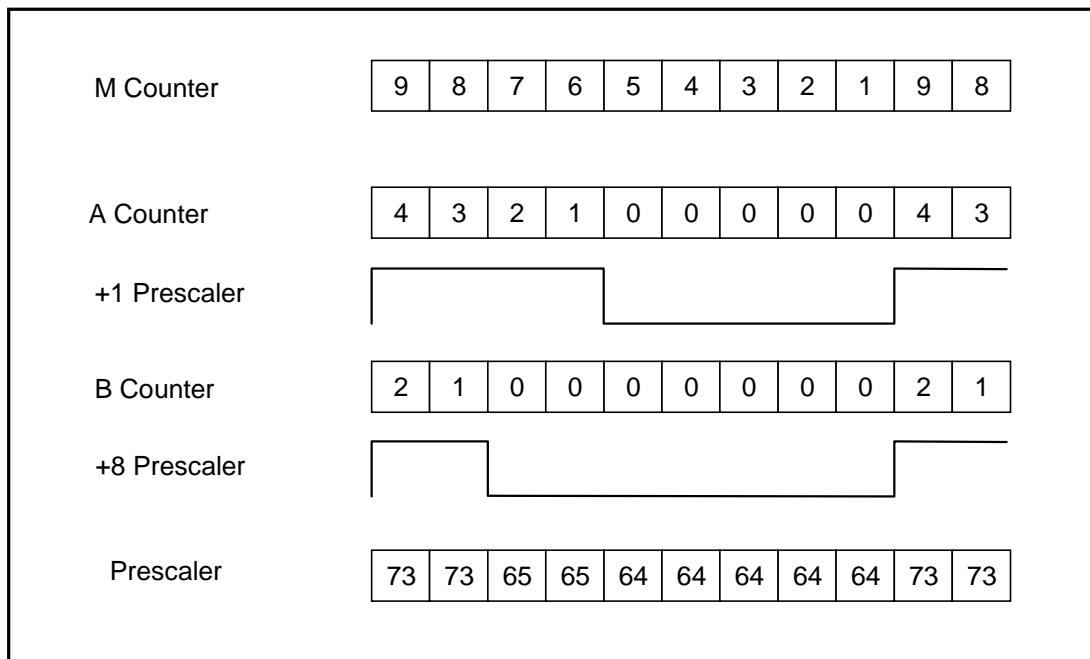 M Counter 9 8 7 6 5 4 3 2 1 9 8
A Counter 4 3 2 1 0 0 0 0 0 4 3
+1 Prescaler
B Counter 2 1 0 0 0 0 0 0 0 2 1
+8 Prescaler
Prescaler 73 73 65 65 64 64 64 64 64 73 73